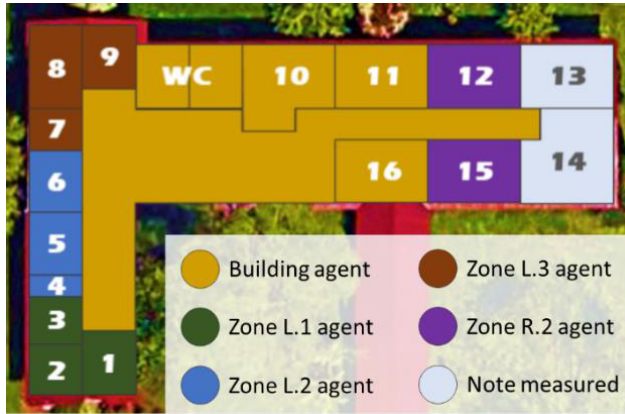 8
9
WC
10
11
12
13
7
14
6
16
15
5
4
3
2
1
Building agent
Zone L.3 agent
Zone L.1 agent
Zone R.2 agent
Zone L.2 agent
Note measured